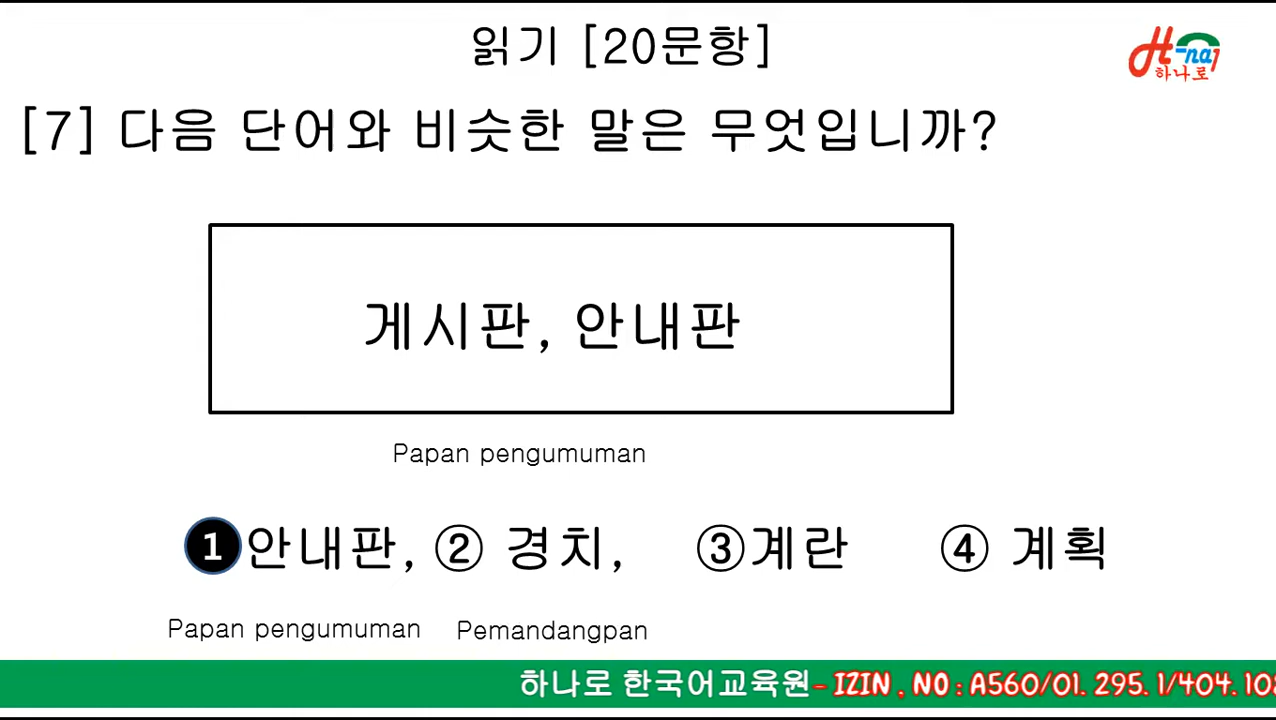 읽기 [20문항]
H-na1
하나로
[7] 다음 단어와 비슷한 말은 무엇입니까?
게시판, 안내판
Papan pengumuman
❶안내판, ② 경치, ③계란 ④ 계획
Papan pengumuman Pemandangpan
하나로 한국어교육원- IZIN . NO : A560/01. 295. 1/404. 108